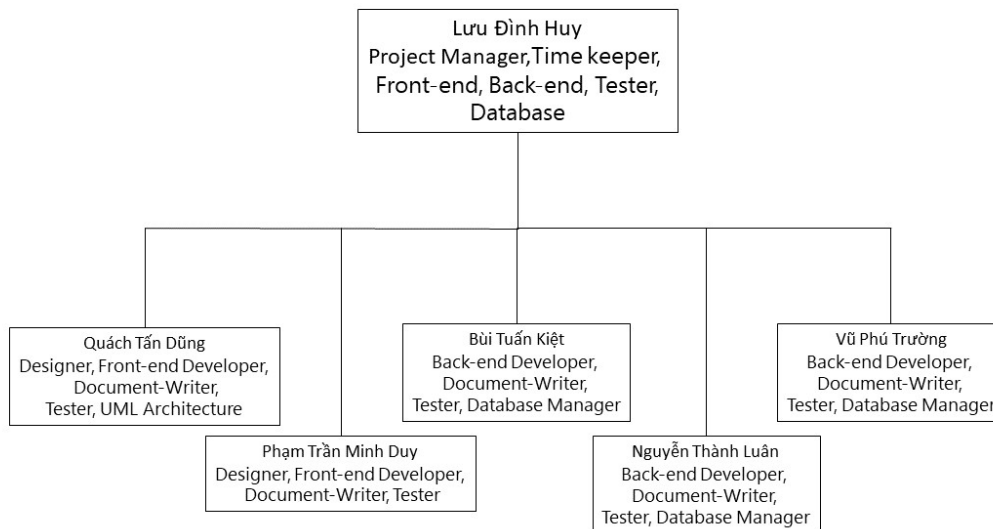 Lưu Đình Huy
Project Manager,Time keeper,
Front-end, Back-end, Tester,
Database
Quách Tấn Dũng
Designer, Front-end Developer,
Document-Writer,
Tester, UML Architecture
Phạm Trần Minh Duy
Designer, Front-end Developer,
Document-Writer, Tester
Bùi Tuấn Kiệt
Back-end Developer,
Document-Writer,
Tester, Database Manager
Nguyễn Thành Luân
Back-end Developer,
Document-Writer,
Tester, Database Manager
Vũ Phú Trường
Back-end Developer,
Document-Writer,
Tester, Database Manager